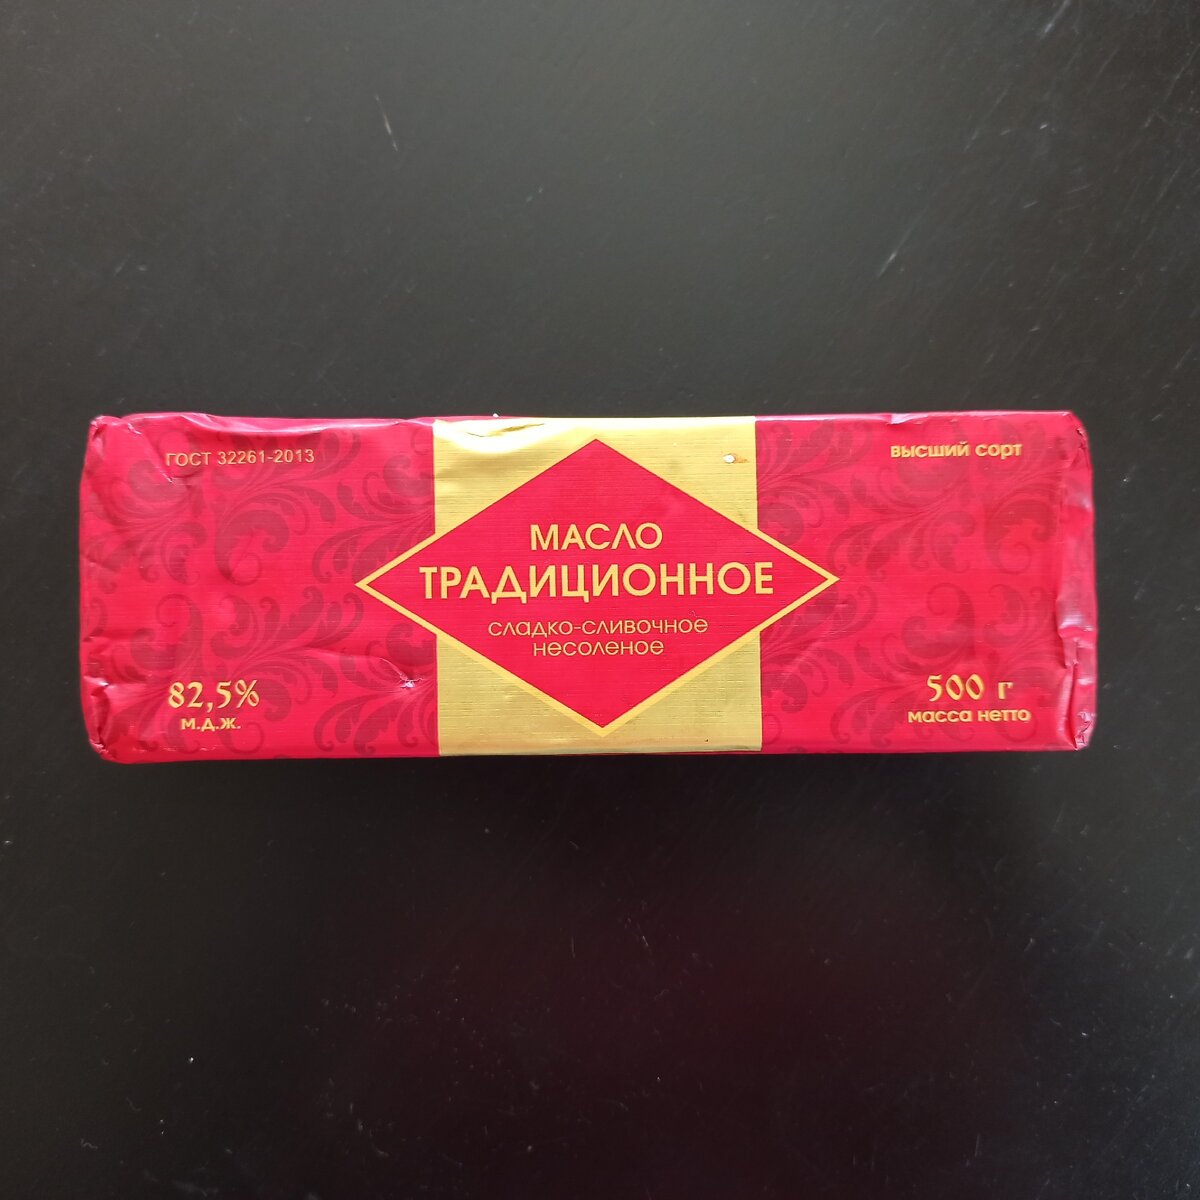 ГОСТ 32261-2013
высший сорт
МАСЛО
ТРАДИЦИОННОЕ
сладко-сливочное
несоленое
82,5%
м.д.ж.
500 г
масса нетто